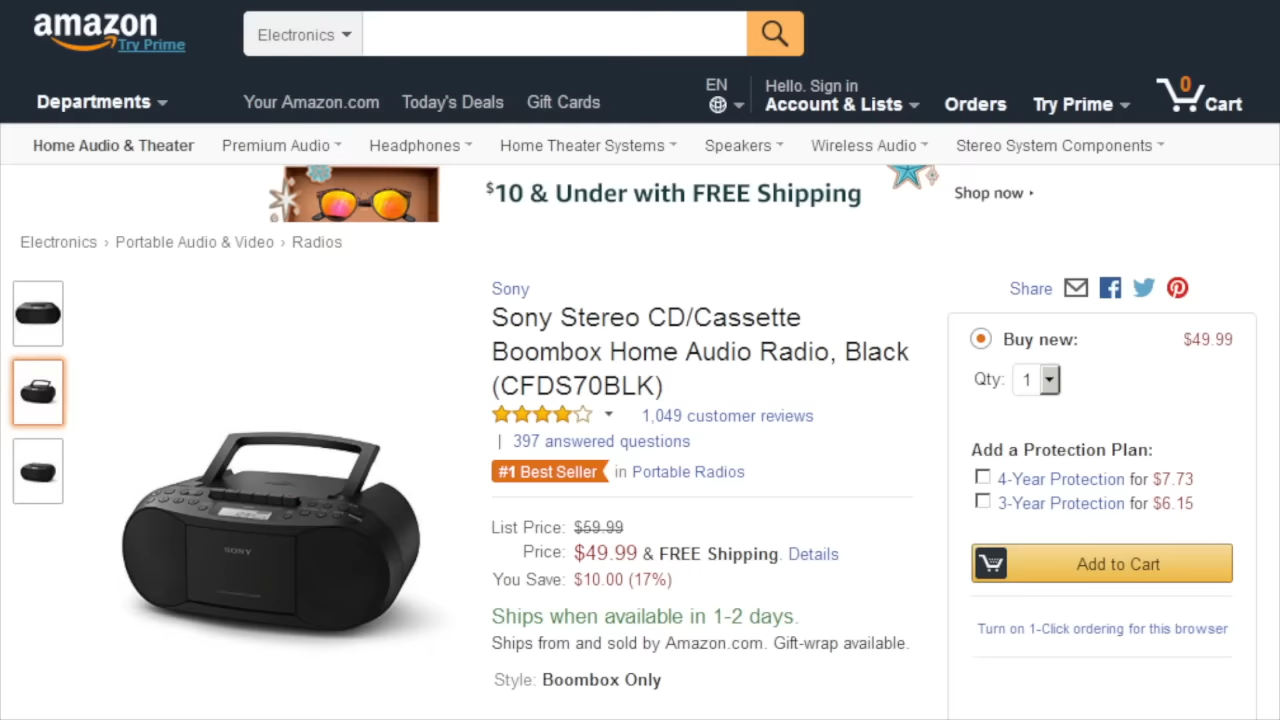 amazon
Try Prime
Electronics
Departments
Your Amazon.com
Today's Deals
Gift Cards
EN
Hello. Sign in
Account & Lists
Orders
Try Prime
0
Cart
Home Audio & Theater
Premium Audio
Headphones
Home Theater Systems
Speakers
Wireless Audio
Stereo System Components
$10 & Under with FREE Shipping
Shop now ›
Electronics › Portable Audio & Video › Radios
Sony
Sony Stereo CD/Cassette
Boombox Home Audio Radio, Black
(CFDS70BLK)
1,049 customer reviews
| 397 answered questions
#1 Best Seller in Portable Radios
List Price: $59.99
Price: $49.99 & FREE Shipping. Details
You Save: $10.00 (17%)
Ships when available in 1-2 days.
Ships from and sold by Amazon.com. Gift-wrap available.
Style: Boombox Only
SONY
Share
Buy new: $49.99
Qty: 1
Add a Protection Plan:
4-Year Protection for $7.73
3-Year Protection for $6.15
Add to Cart
Turn on 1-Click ordering for this browser